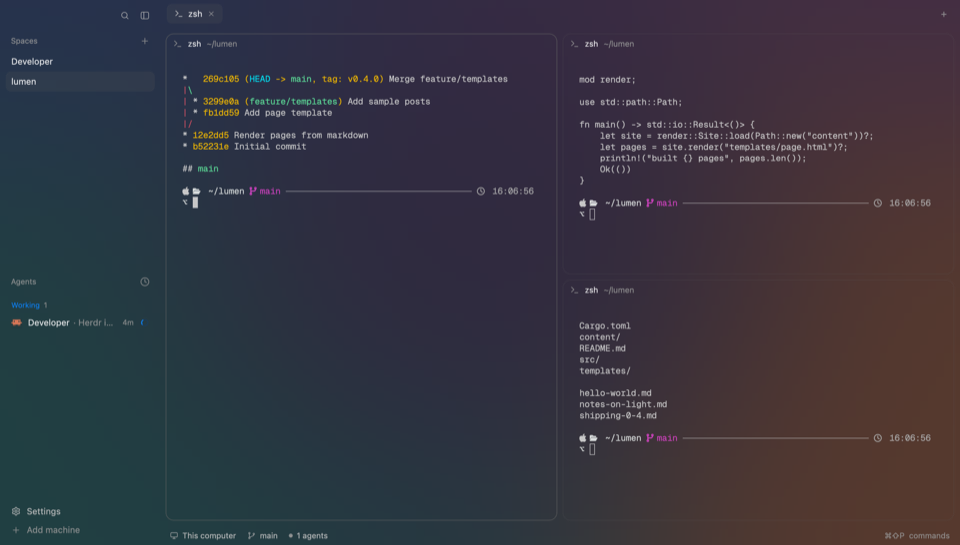 zsh ×
Spaces
Developer
lumen
Agents
Working 1
Developer · Herdr i... 4m
Settings
Add machine
zsh ~/lumen
* 269c105 (HEAD -> main, tag: v0.4.0) Merge feature/templates
|\
| * 3299e0a (feature/templates) Add sample posts
| * fb1dd59 Add page template
|/
* 12e2dd5 Render pages from markdown
* b52231e Initial commit
## main
~/lumen main 16:06:56
⌥
zsh ~/lumen
mod render;
use std::path::Path;
fn main() -> std::io::Result<()> {
let site = render::Site::load(Path::new("content"))?;
let pages = site.render("templates/page.html")?;
println!("built {} pages", pages.len());
Ok(())
}
~/lumen main 16:06:56
⌥
zsh ~/lumen
Cargo.toml
content/
README.md
src/
templates/
hello-world.md
notes-on-light.md
shipping-0-4.md
~/lumen main 16:06:56
⌥
This computer main 1 agents
⌘⇧P commands